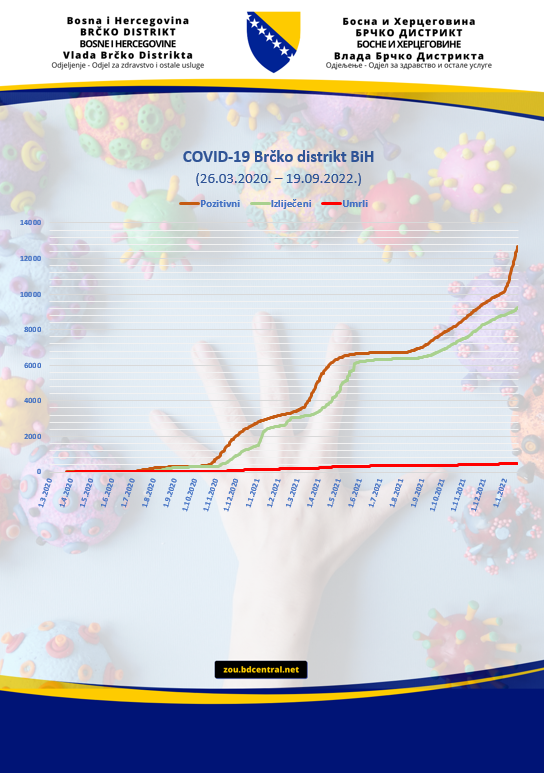 Bosna i Hercegovina
BRČKO DISTRIKT
BOSNE I HERCEGOVINE
Vlada Brčko Distrikta
Odjeljenje - Odjel za zdravstvo i ostale usluge
Босна и Херцеговина
БРЧКО ДИСТРИКТ
БОСНЕ И ХЕРЦЕГОВИНЕ
Влада Брчко Дистрикта
Одјељење - Одјел за здравство и остале услуге
COVID-19 Brčko distrikt BiH
(26.03.2020. – 19.09.2022.)
Pozitivni Izliječeni Umrli
14000
12000
10000
8000
6000
4000
2000
0
1.3.2020 1.4.2020 1.5.2020 1.6.2020 1.7.2020 1.8.2020 1.9.2020 1.10.2020 1.11.2020 1.12.2020 1.1.2021 1.2.2021 1.3.2021 1.4.2021 1.5.2021 1.6.2021 1.7.2021 1.8.2021 1.9.2021 1.10.2021 1.11.2021 1.12.2021 1.1.2022
zou.bdcentral.net